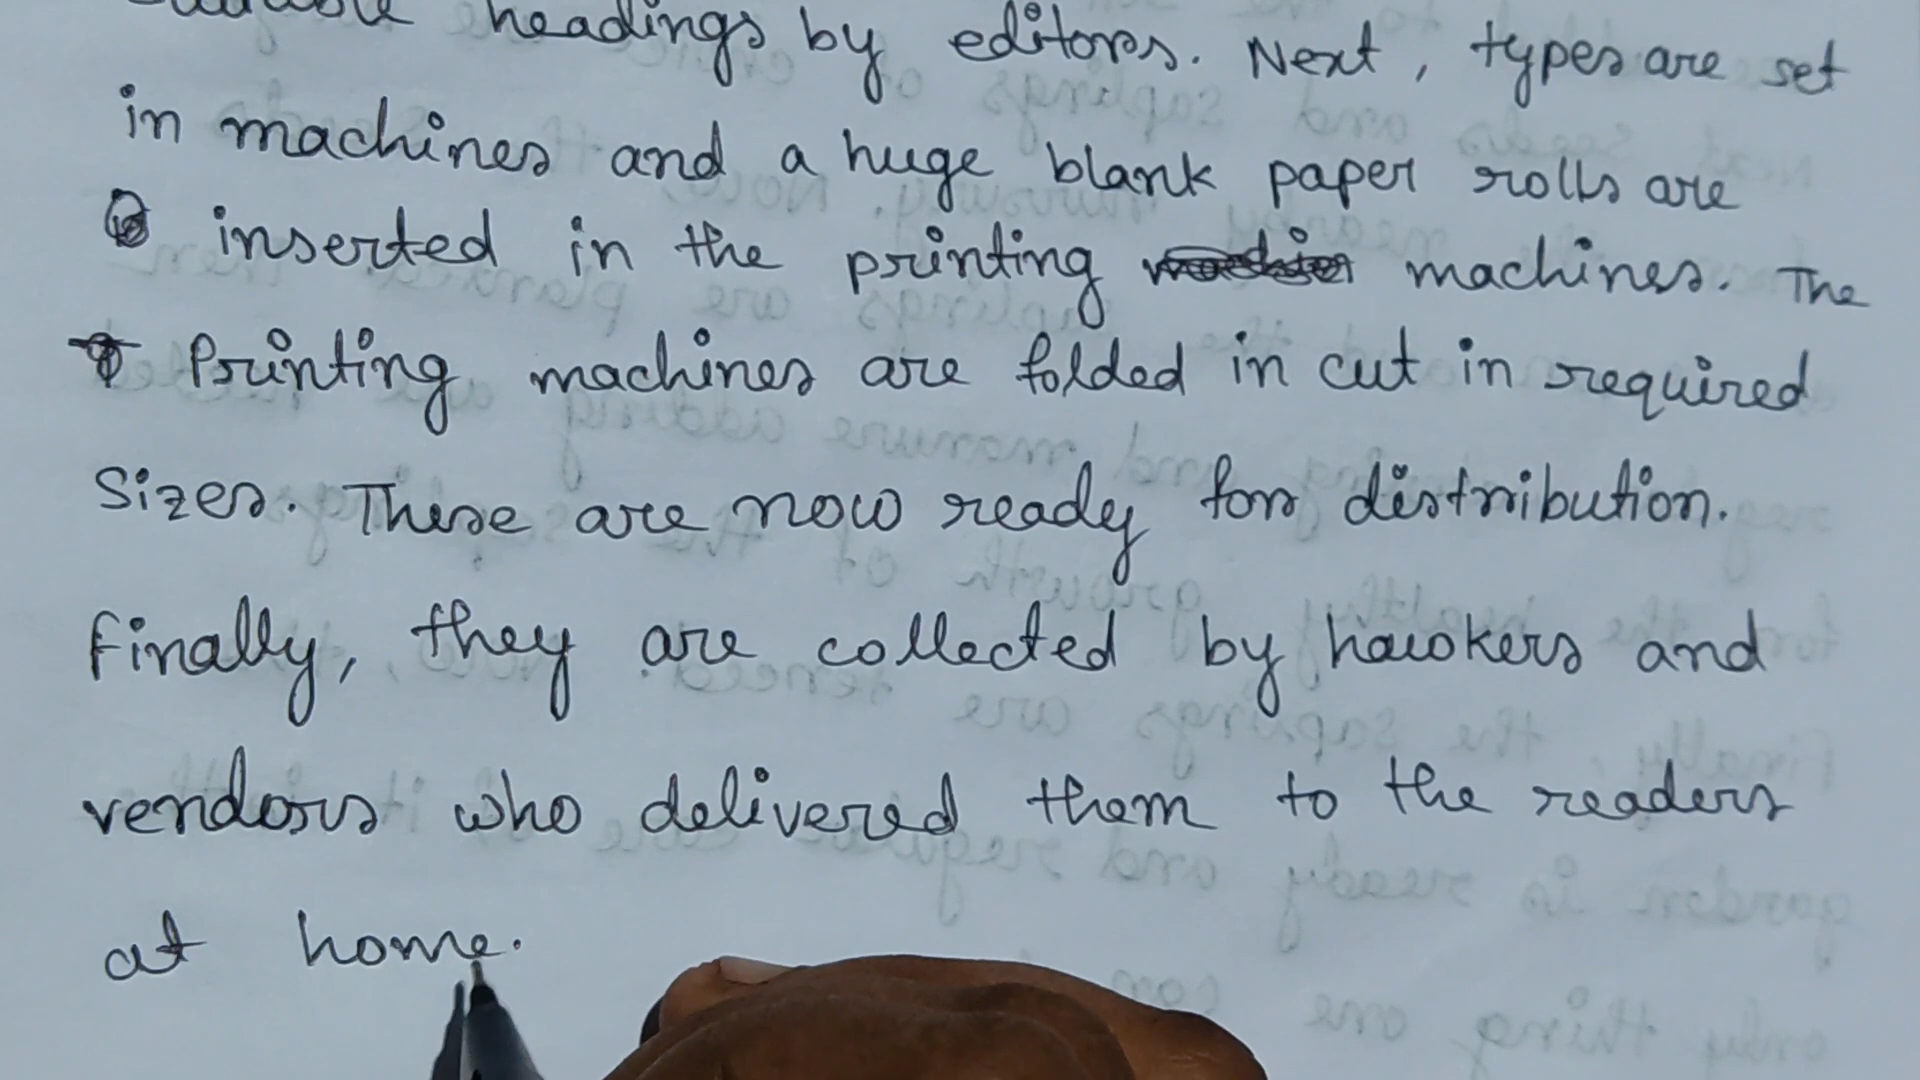 headings by editors. Next, types are set
in machines and a huge blank paper rolls are
inserted in the printing machines. The
Printing machines are folded in cut in required
Sizes. These are now ready for distribution.
Finally, they are collected by hawkers and
vendors who delivered them to the readers
at home.